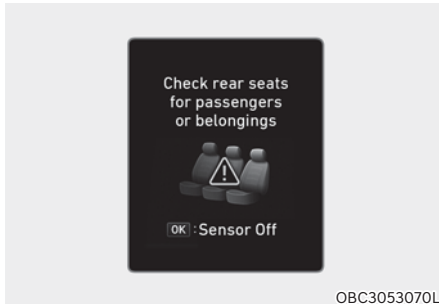 Check rear seats
for passengers
or belongings
OK : Sensor Off
OBC3053070L